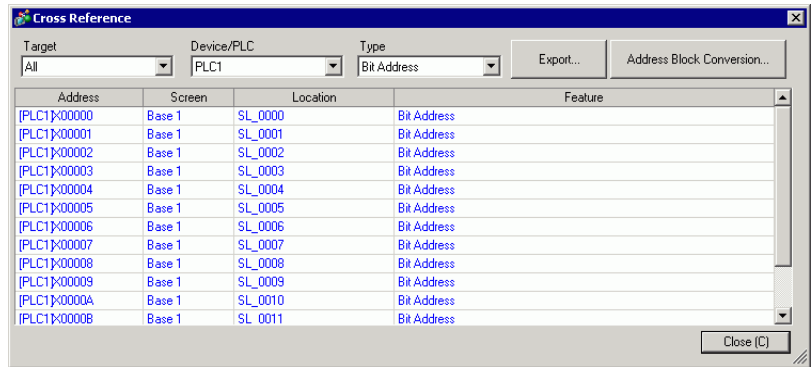 Cross Reference
Target Device/PLC Type
All PLC1 Bit Address Export... Address Block Conversion...
Address Screen Location Feature
[PLC1]X00000 Base 1 SL_0000 Bit Address
[PLC1]X00001 Base 1 SL_0001 Bit Address
[PLC1]X00002 Base 1 SL_0002 Bit Address
[PLC1]X00003 Base 1 SL_0003 Bit Address
[PLC1]X00004 Base 1 SL_0004 Bit Address
[PLC1]X00005 Base 1 SL_0005 Bit Address
[PLC1]X00006 Base 1 SL_0006 Bit Address
[PLC1]X00007 Base 1 SL_0007 Bit Address
[PLC1]X00008 Base 1 SL_0008 Bit Address
[PLC1]X00009 Base 1 SL_0009 Bit Address
[PLC1]X0000A Base 1 SL_0010 Bit Address
[PLC1]X0000B Base 1 SL_0011 Bit Address
Close (C)